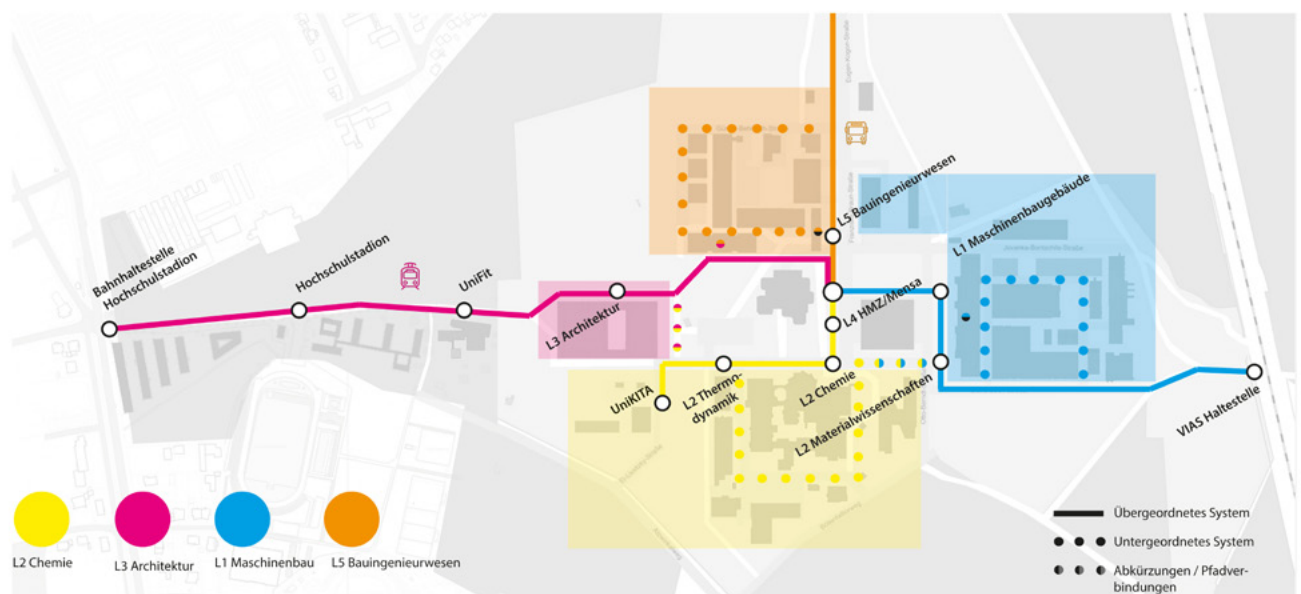 L5 Bauingenieurwesen
L1 Maschinenbaugebäude
Bahnhaltestelle
Hochschulstadion
Hochschulstadion
UniFit
L3 Architektur
L4 HMZ/Mensa
UniKITA
L2 Thermo-
dynamik
L2 Chemie
L2 Materialwissenschaften
VIAS Haltestelle
L2 Chemie
L3 Architektur
L1 Maschinenbau
L5 Bauingenieurwesen
Übergeordnetes System
Untergeordnetes System
Abkürzungen / Pfadver-
bindungen